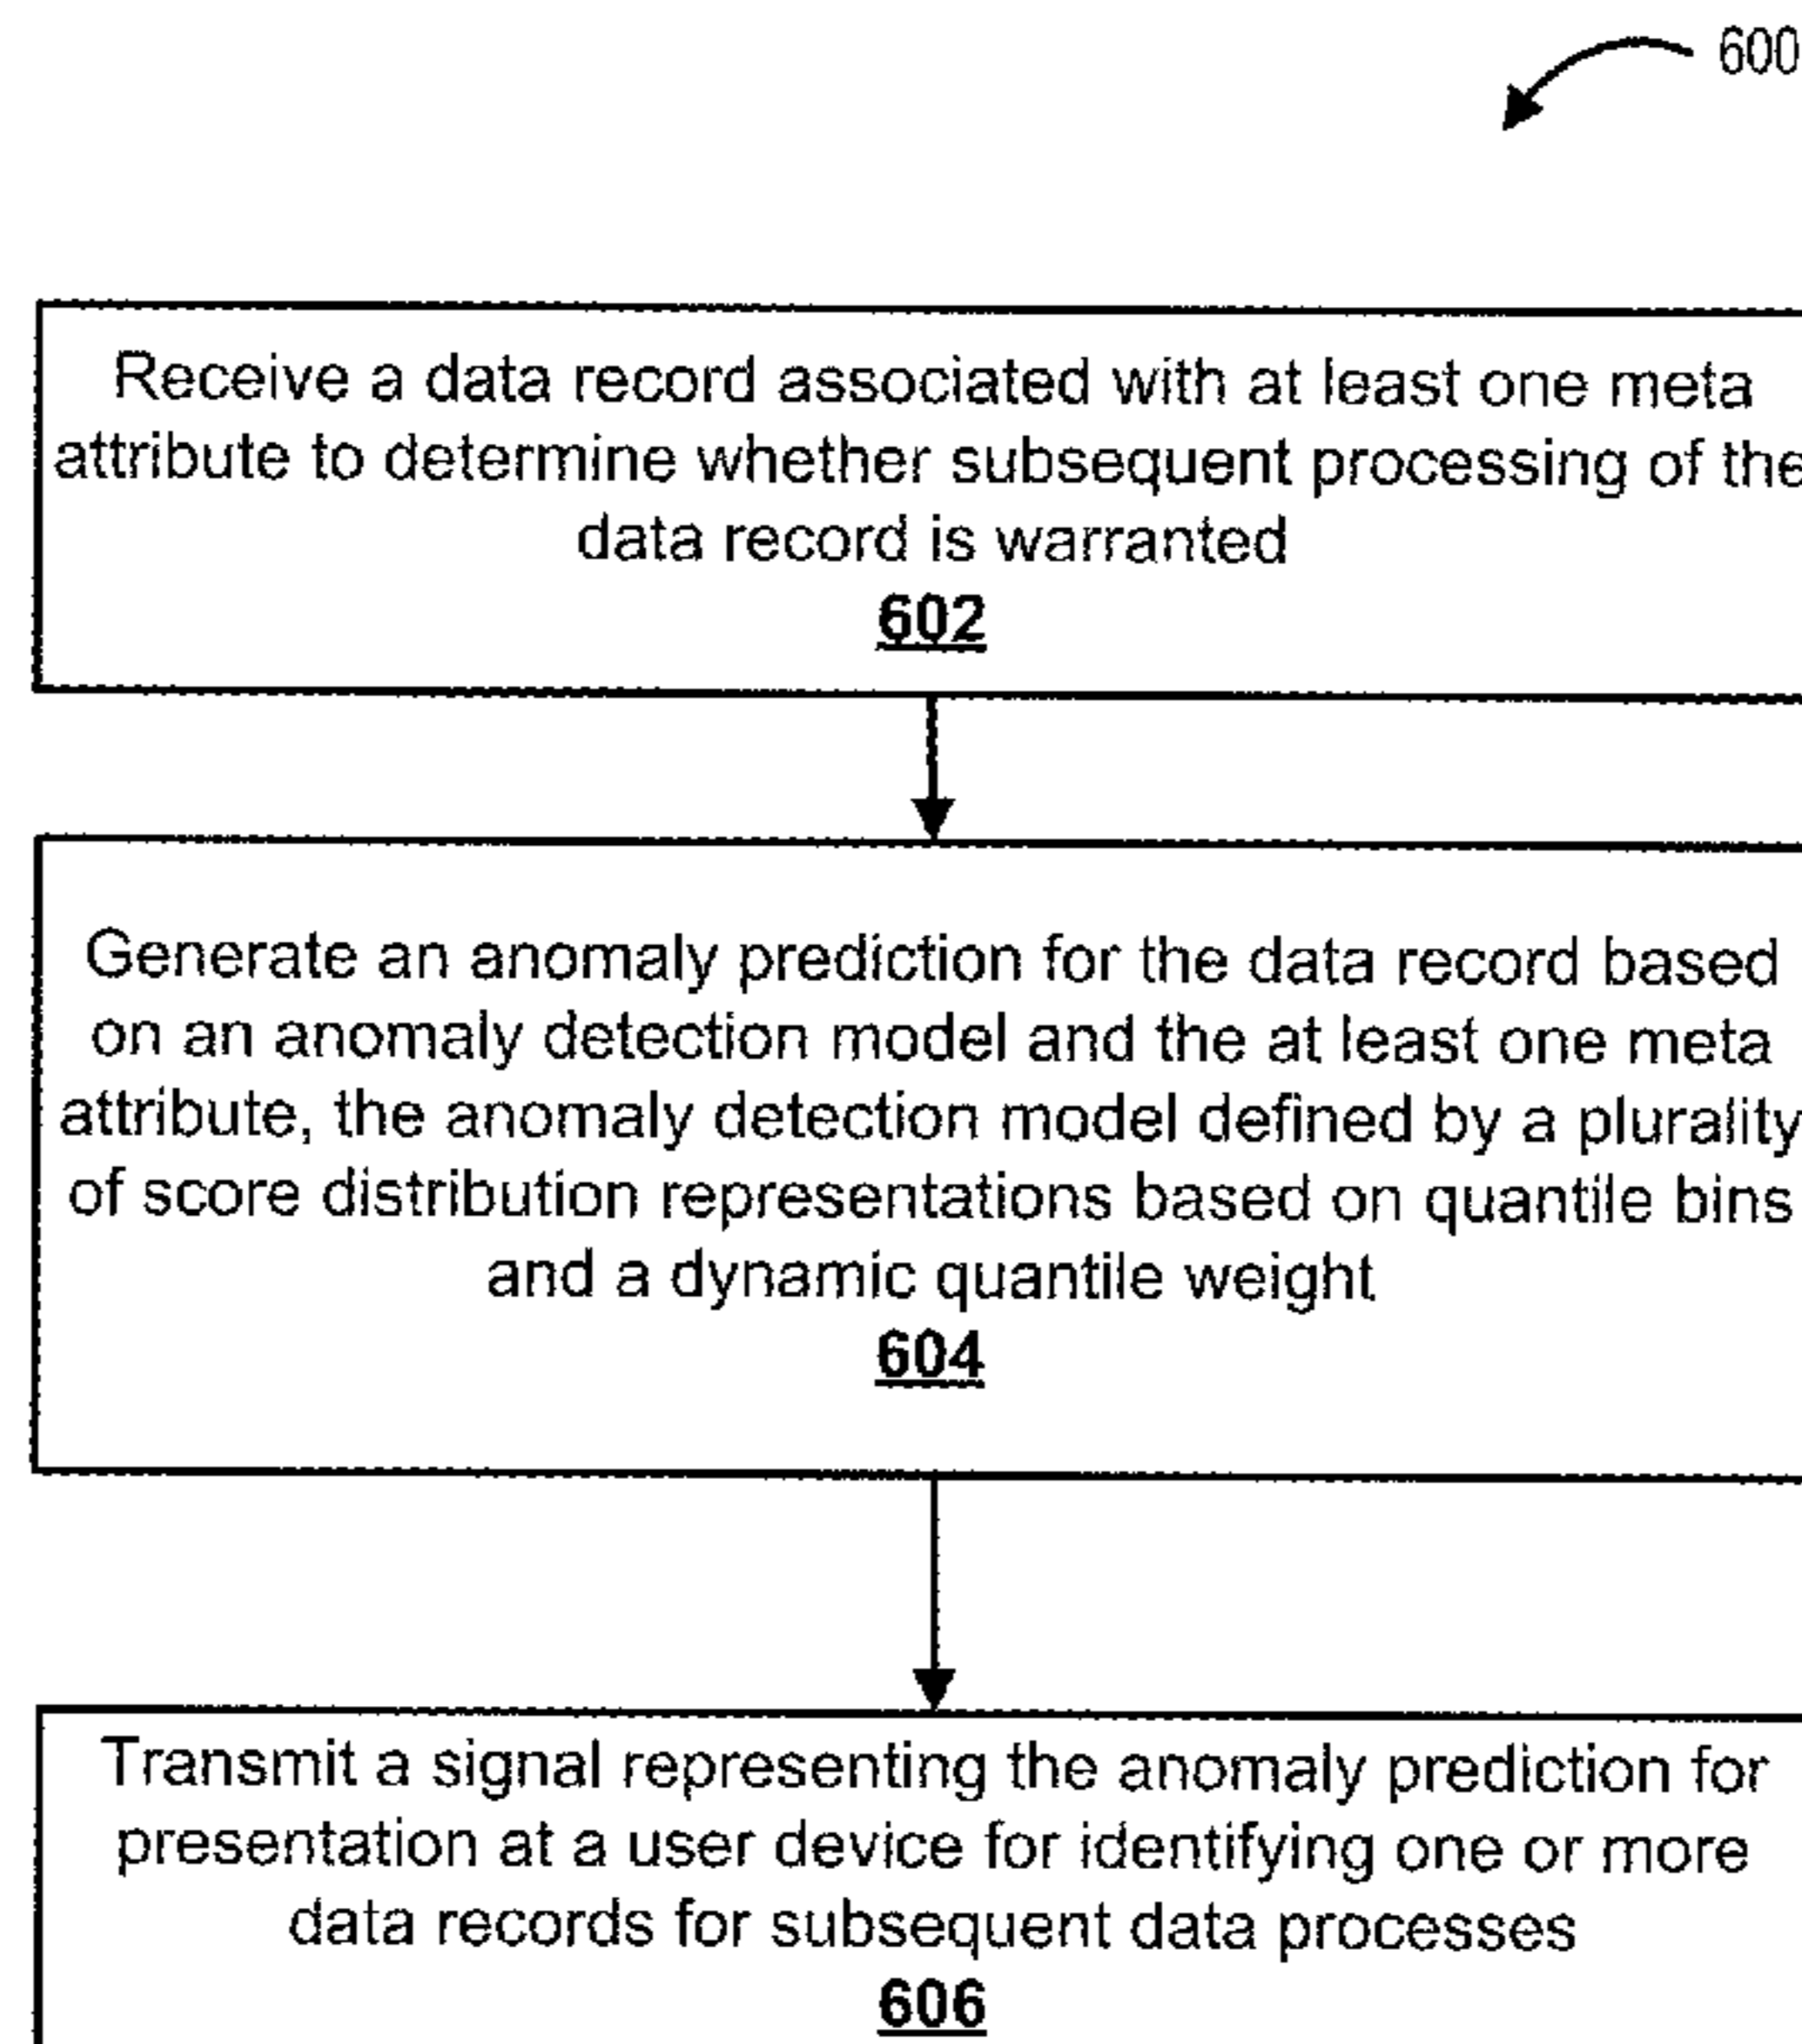 600
Receive a data record associated with at least one meta
attribute to determine whether subsequent processing of the
data record is warranted
602
Generate an anomaly prediction for the data record based
on an anomaly detection model and the at least one meta
attribute, the anomaly detection model defined by a plurality
of score distribution representations based on quantile bins
and a dynamic quantile weight
604
Transmit a signal representing the anomaly prediction for
presentation at a user device for identifying one or more
data records for subsequent data processes
606